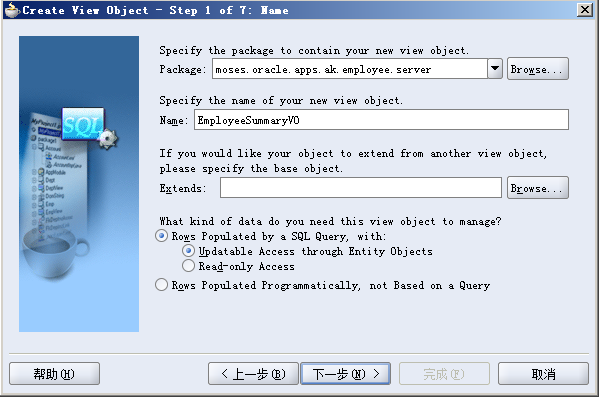 Create View Object - Step 1 of 7: Name
Specify the package to contain your new view object.
Package: moses.oracle.apps.ak.employee.server Browse...
Specify the name of your new view object.
Name: EmployeeSummaryVO
If you would like your object to extend from another view object,
please specify the base object.
Extends: Browse...
What kind of data do you need this view object to manage?
Rows Populated by a SQL Query, with:
Updatable Access through Entity Objects
Read-only Access
Rows Populated Programmatically, not Based on a Query
SQL
帮助(H) < 上一步(B) 下一步(N) > 完成(F) 取消